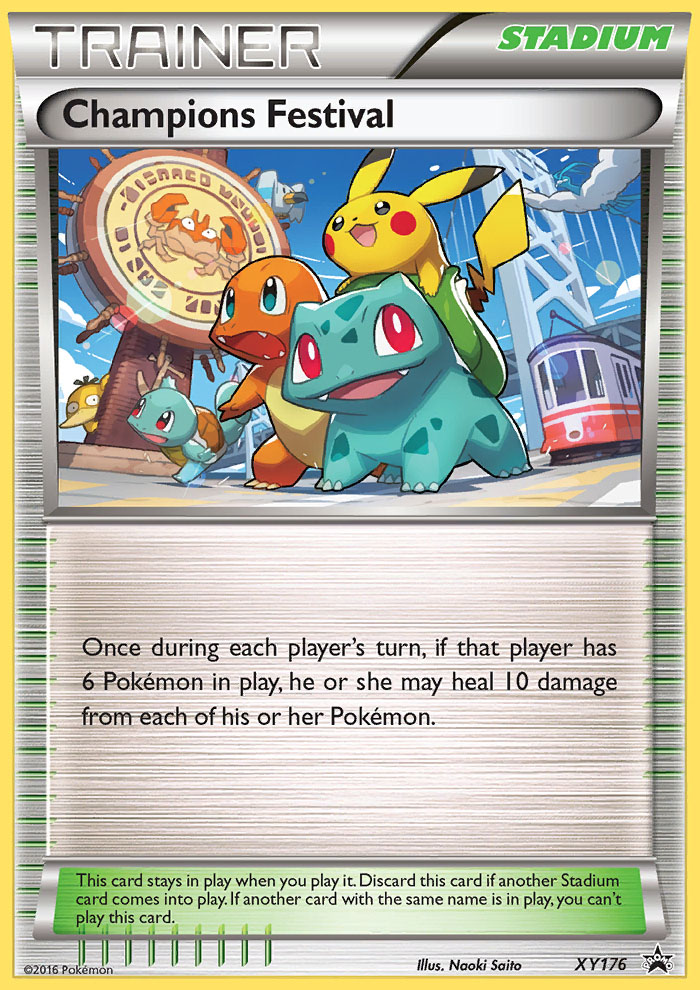 TRAINER
STADIUM
Champions Festival
Once during each player's turn, if that player has
6 Pokémon in play, he or she may heal 10 damage
from each of his or her Pokémon.
This card stays in play when you play it. Discard this card if another Stadium
card comes into play. If another card with the same name is in play, you can't
play this card.
©2016 Pokémon
Illus. Naoki Saito
XY176
PROMO